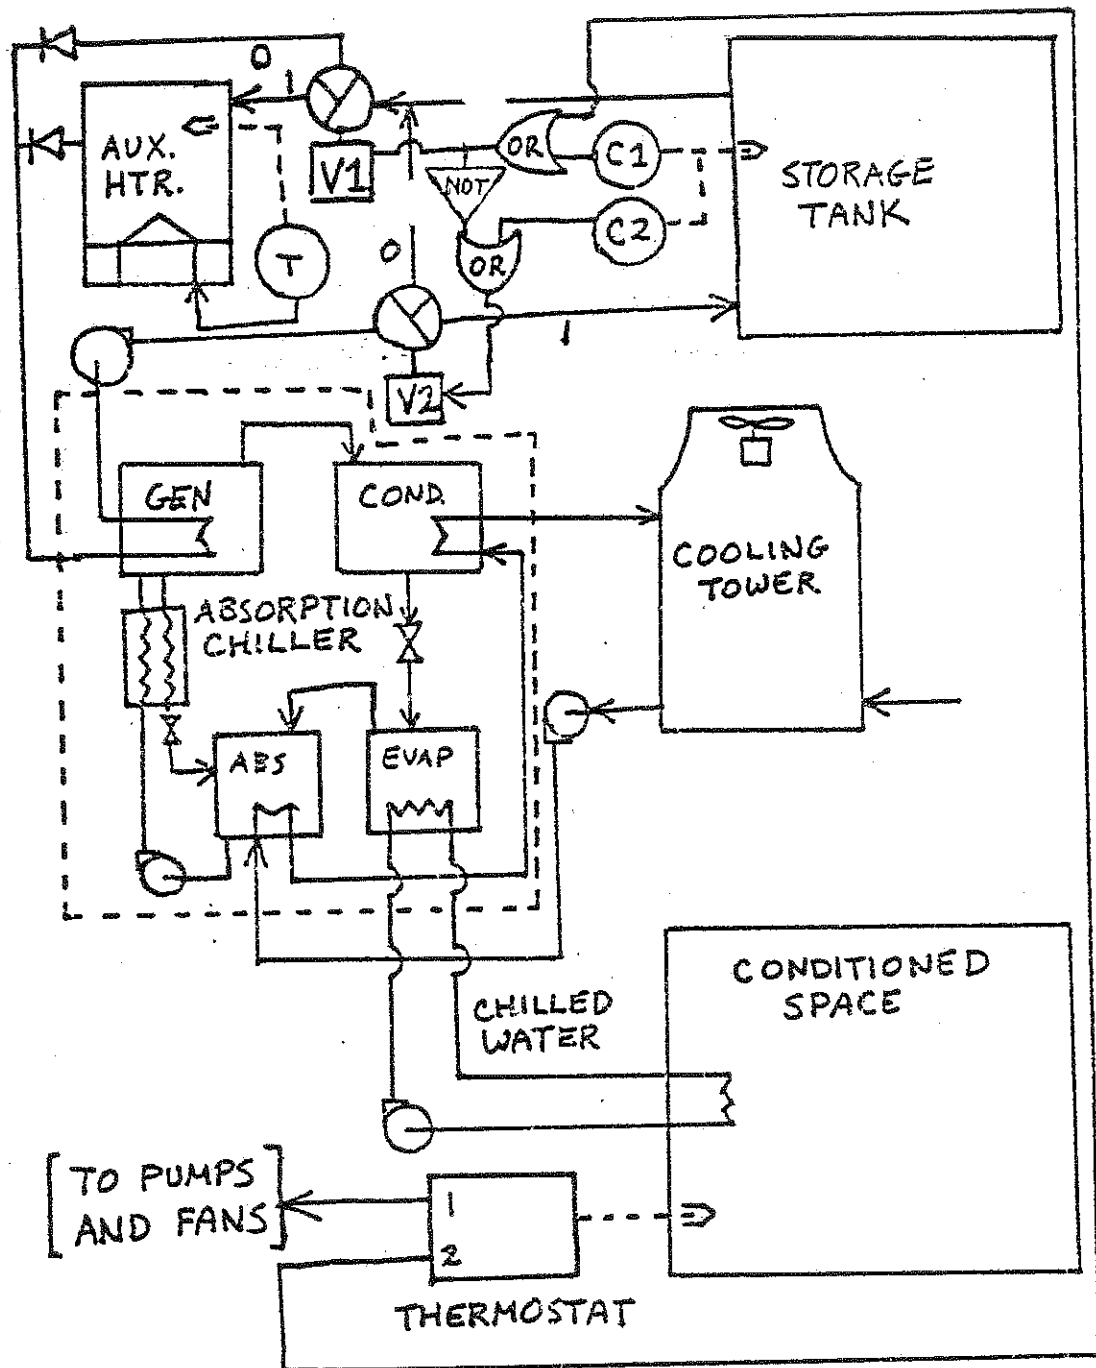 0
1
AUX.
HTR.
V1
OR
C1
NOT
C2
OR
STORAGE
TANK
T
0
1
V2
GEN
COND.
COOLING
TOWER
ABSORPTION
CHILLER
ABS
EVAP
CONDITIONED
SPACE
CHILLED
WATER
[TO PUMPS
AND FANS]
1
2
THERMOSTAT